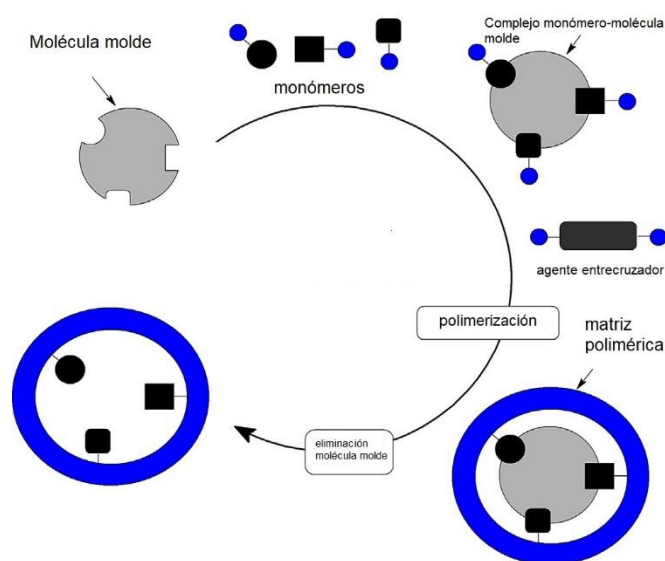 Molécula molde
monómeros
Complejo monómero-molécula
molde
agente entrecruzador
polimerización
matriz
polimérica
eliminación
molécula molde